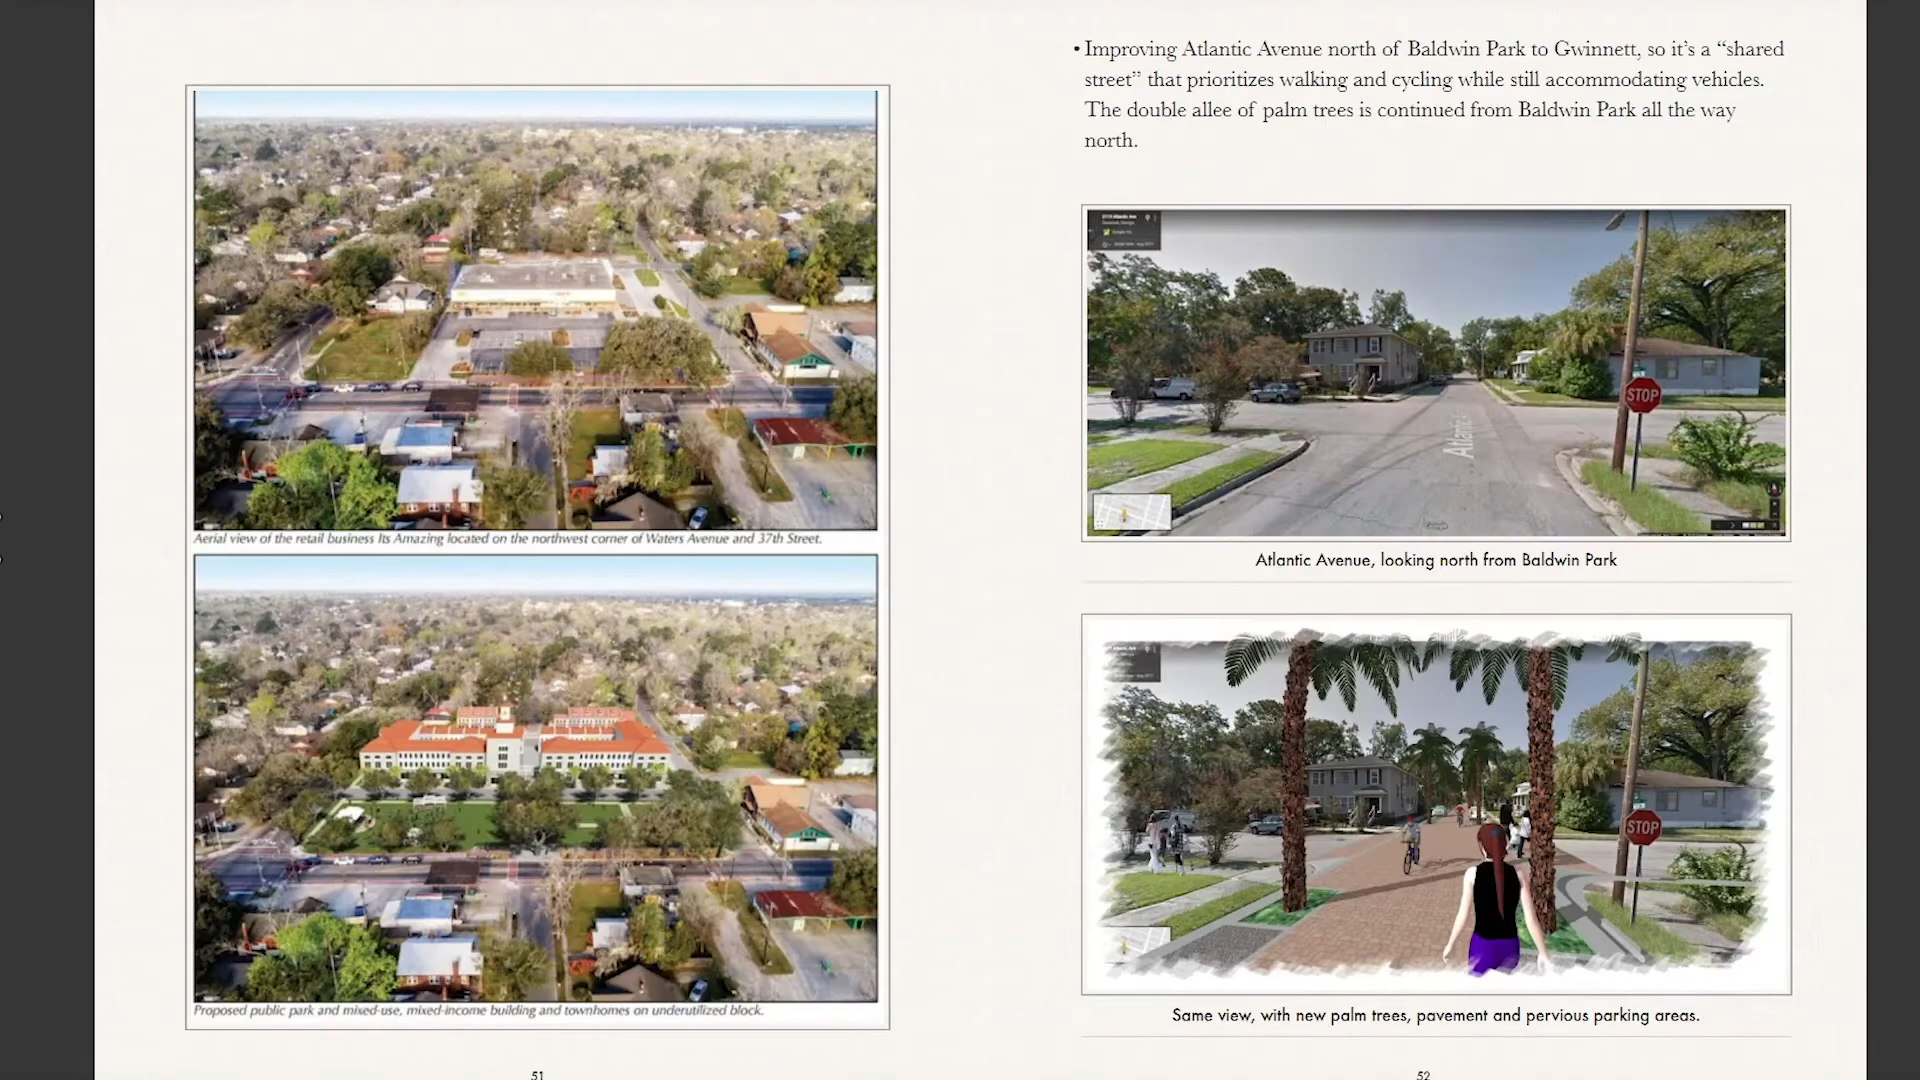 Aerial view of the retail business Its Amazing located on the northwest corner of Waters Avenue and 37th Street.
Proposed public park and mixed-use, mixed-income building and townhomes on underutilized block.
51
• Improving Atlantic Avenue north of Baldwin Park to Gwinnett, so it’s a “shared
street” that prioritizes walking and cycling while still accommodating vehicles.
The double allee of palm trees is continued from Baldwin Park all the way
north.
STOP
Atlantic Avenue, looking north from Baldwin Park
STOP
Same view, with new palm trees, pavement and pervious parking areas.
52